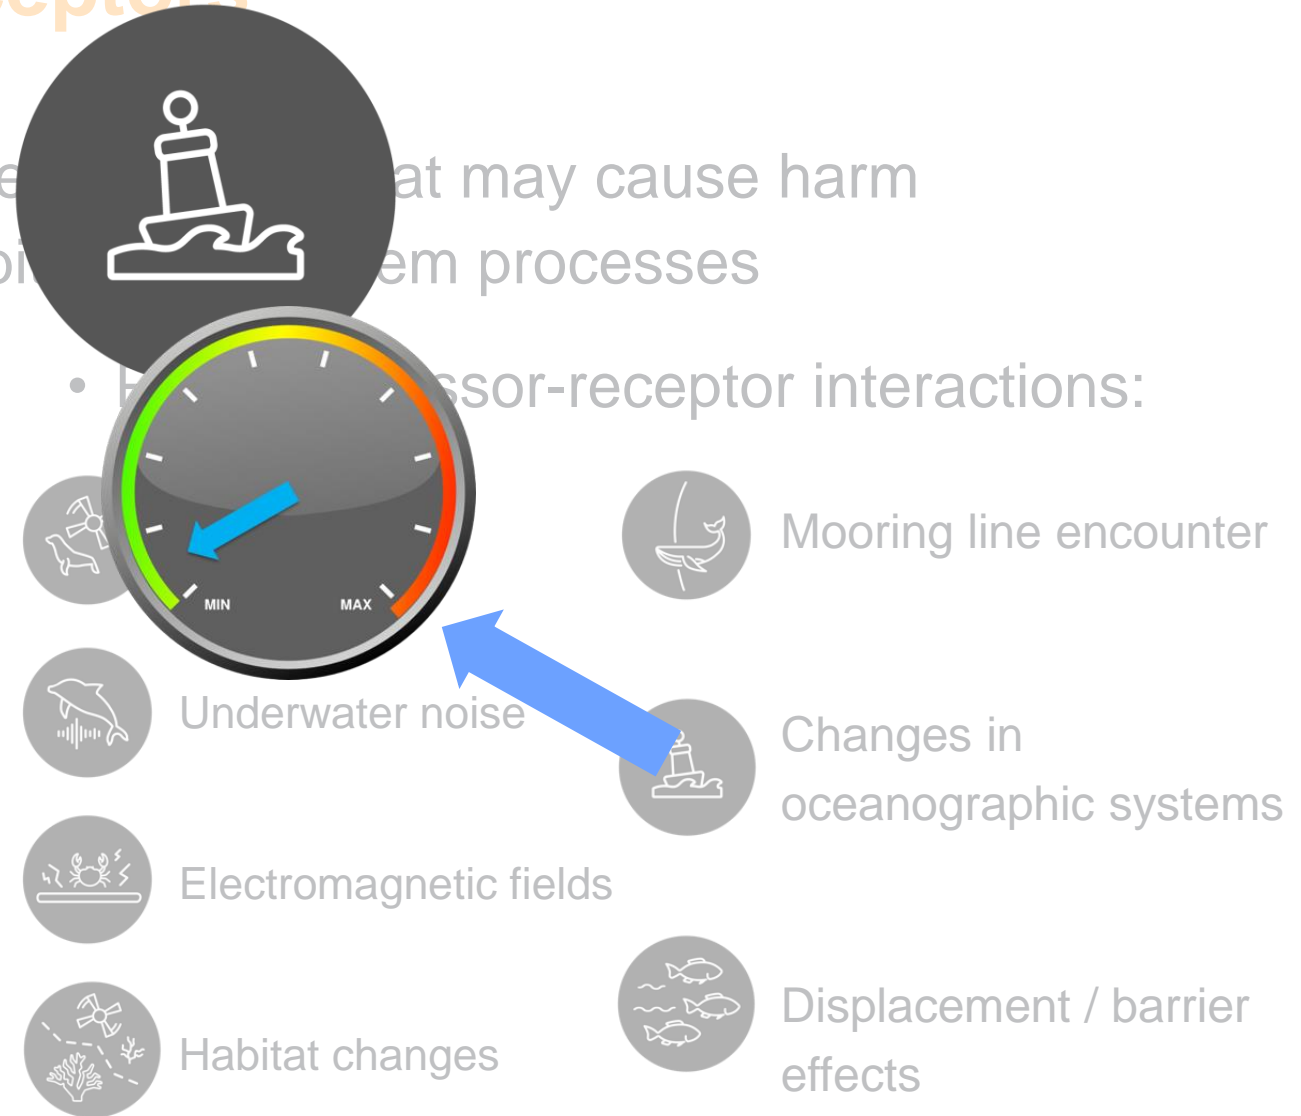 at may cause harm
em processes
• ssor-receptor interactions:
MIN MAX
Mooring line encounter
Underwater noise
Changes in
oceanographic systems
Electromagnetic fields
Displacement / barrier
effects
Habitat changes